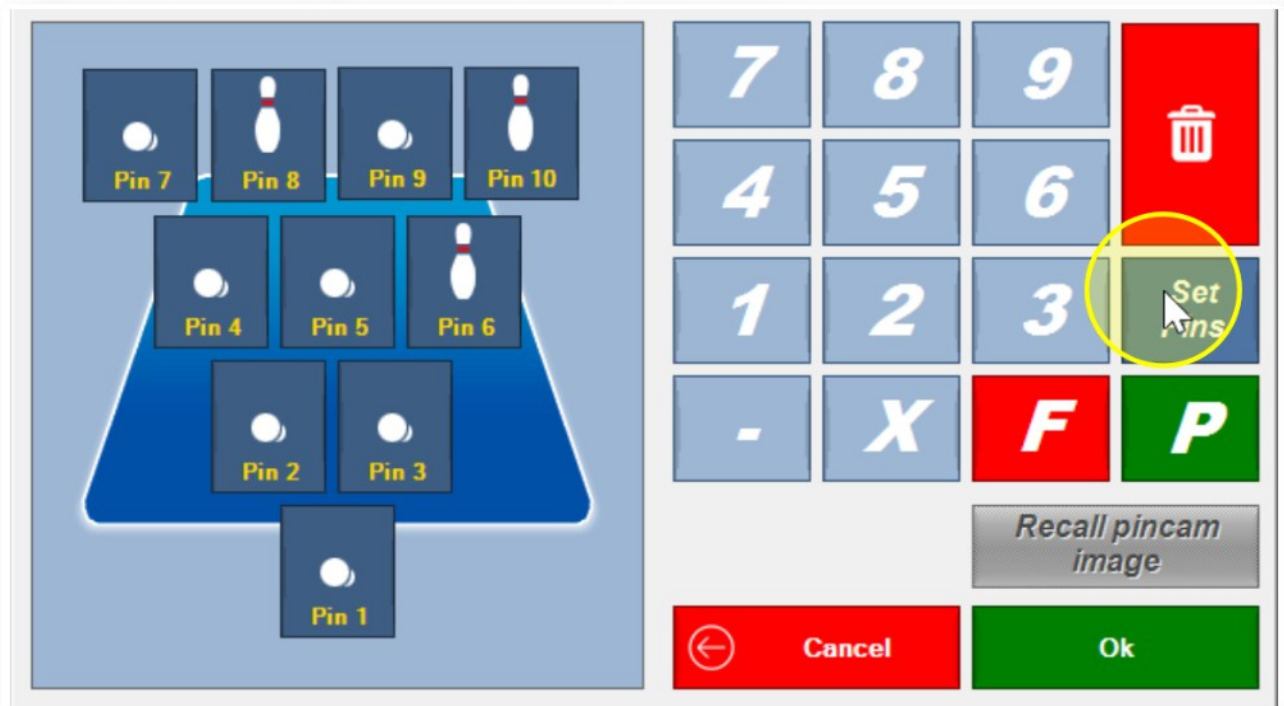 Pin 7
Pin 8
Pin 9
Pin 10
Pin 4
Pin 5
Pin 6
Pin 2
Pin 3
Pin 1
7
8
9
4
5
6
1
2
3
Set
Pins
-
X
F
P
Recall pincam
image
Cancel
Ok